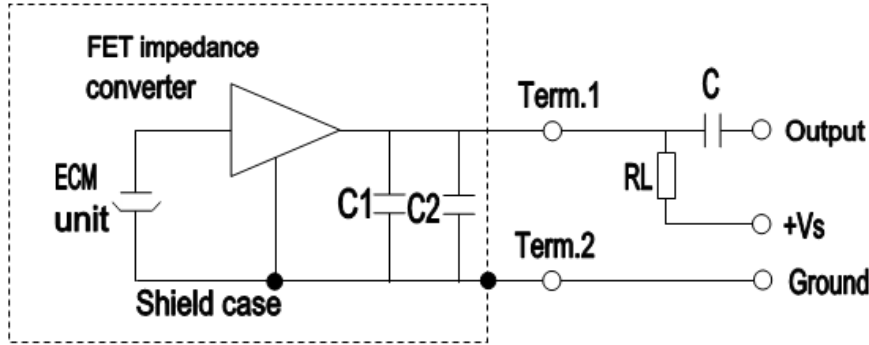 FET impedance
converter
Term.1
C
Output
ECM
unit
C1
C2
RL
+Vs
Term.2
Ground
Shield case